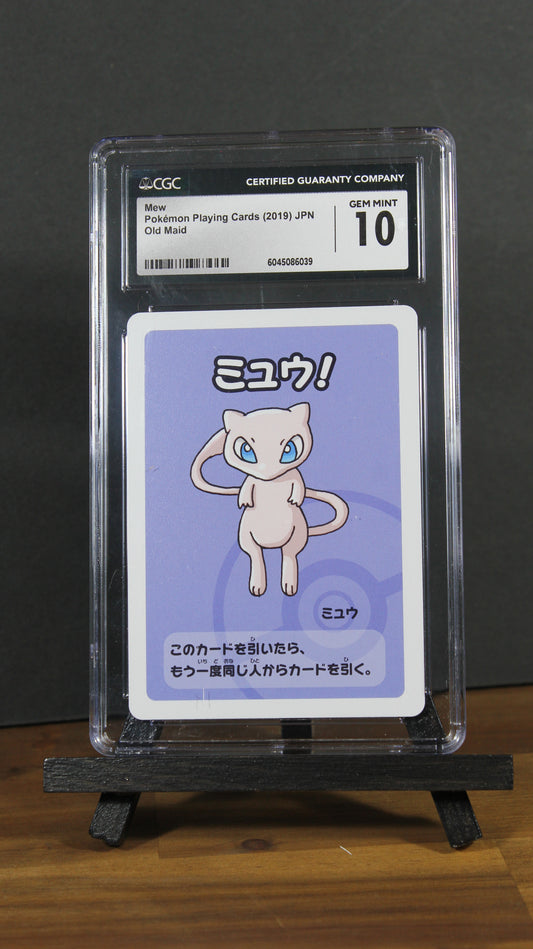 CGC CERTIFIED GUARANTY COMPANY
Mew
Pokémon Playing Cards (2019) JPN
Old Maid
GEM MINT
10
6045086039
ミュウ!
ミュウ
このカードを引いたら、
もう一度同じ人からカードを引く。